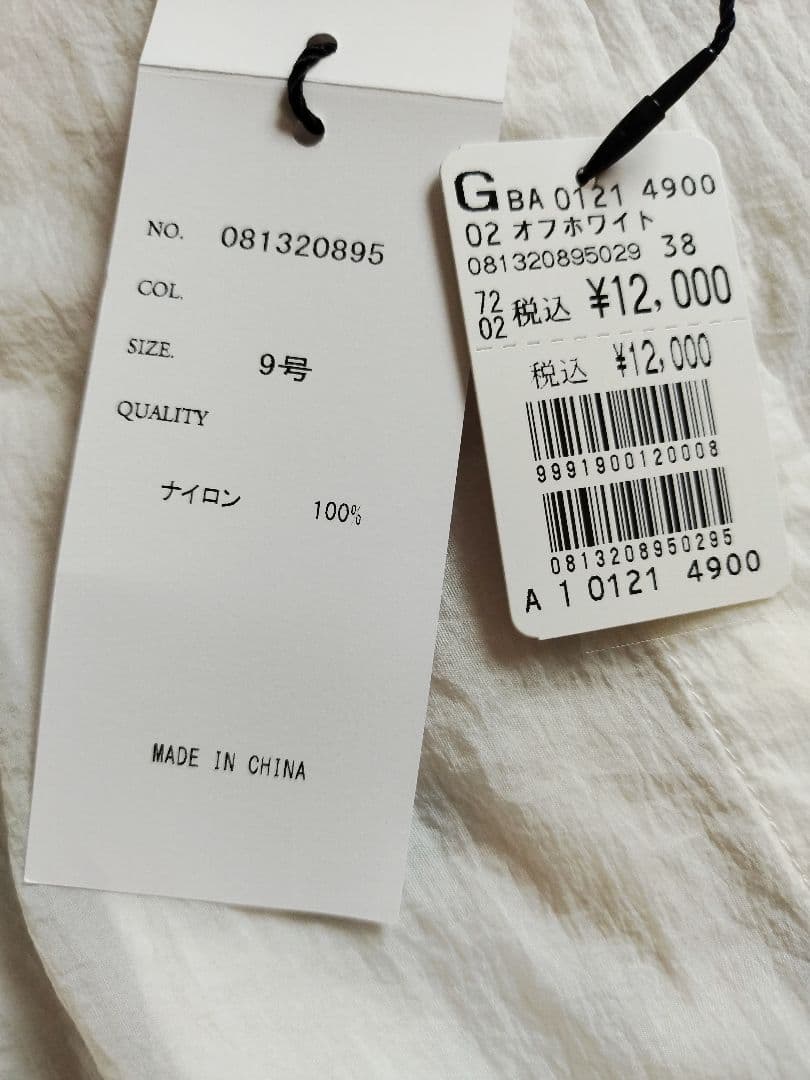 NO. 081320895
COL.
SIZE. 9号
QUALITY
ナイロン 100%
MADE IN CHINA
G BA 0121 4900
02 オフホワイト
081320895029 38
72
02 税込 ¥12,000
税込 ¥12,000
9991900120008
0813208950295
A 1 0121 4900